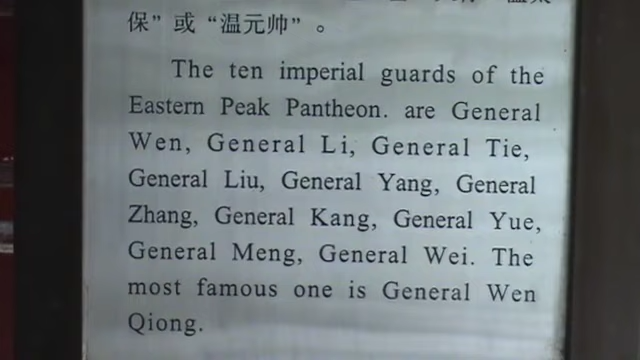 保”或“温元帅”。
The ten imperial guards of the
Eastern Peak Pantheon. are General
Wen, General Li, General Tie,
General Liu, General Yang, General
Zhang, General Kang, General Yue,
General Meng, General Wei. The
most famous one is General Wen
Qiong.